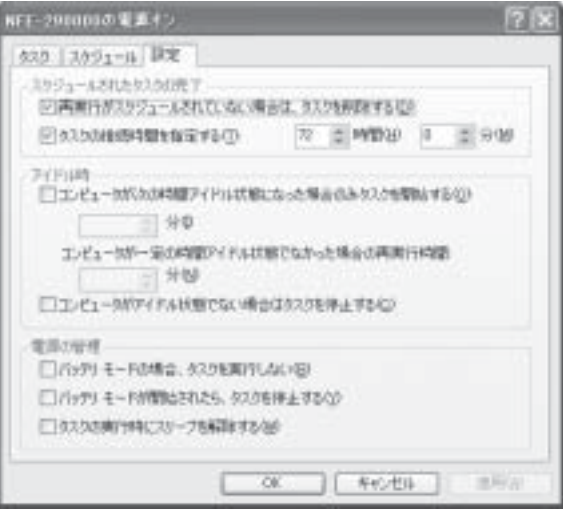 の電源オン
タスク スケジュール 設定
スケジュールされたタスクの完了
再実行がスケジュールされていない場合は、タスクを削除する(D)
タスクの継続時間を指定する(T) 72 時間(H) 0 分(M)
アイドル時
コンピュータが次の時間アイドル状態になった場合のみタスクを開始する(O)
分(I)
コンピュータが一定の時間アイドル状態でなかった場合の再実行時間:
分(N)
コンピュータがアイドル状態でない場合はタスクを停止する(C)
電源の管理
バッテリ モードの場合、タスクを実行しない(B)
バッテリ モードが開始されたら、タスクを停止する(Y)
タスクの実行時にスリープを解除する(W)
OK キャンセル 適用(A)